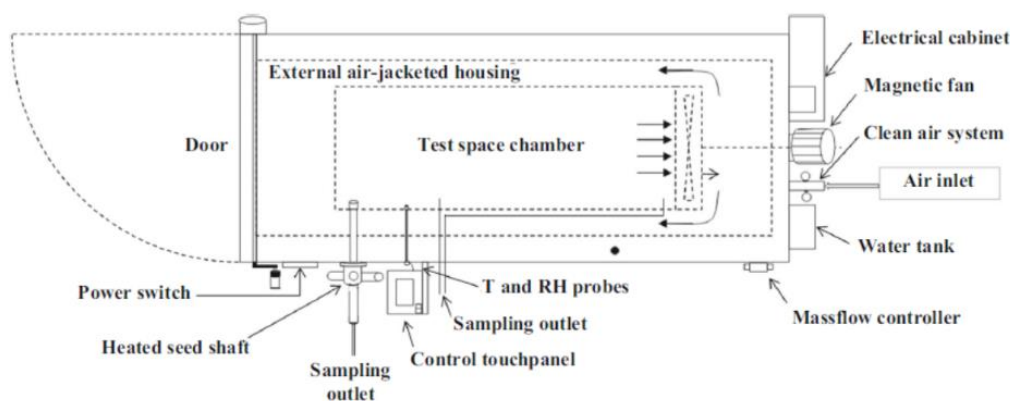 Electrical cabinet
External air-jacketed housing
Magnetic fan
Door
Test space chamber
Clean air system
Air inlet
Water tank
Power switch
T and RH probes
Massflow controller
Sampling outlet
Heated seed shaft
Control touchpanel
Sampling
outlet